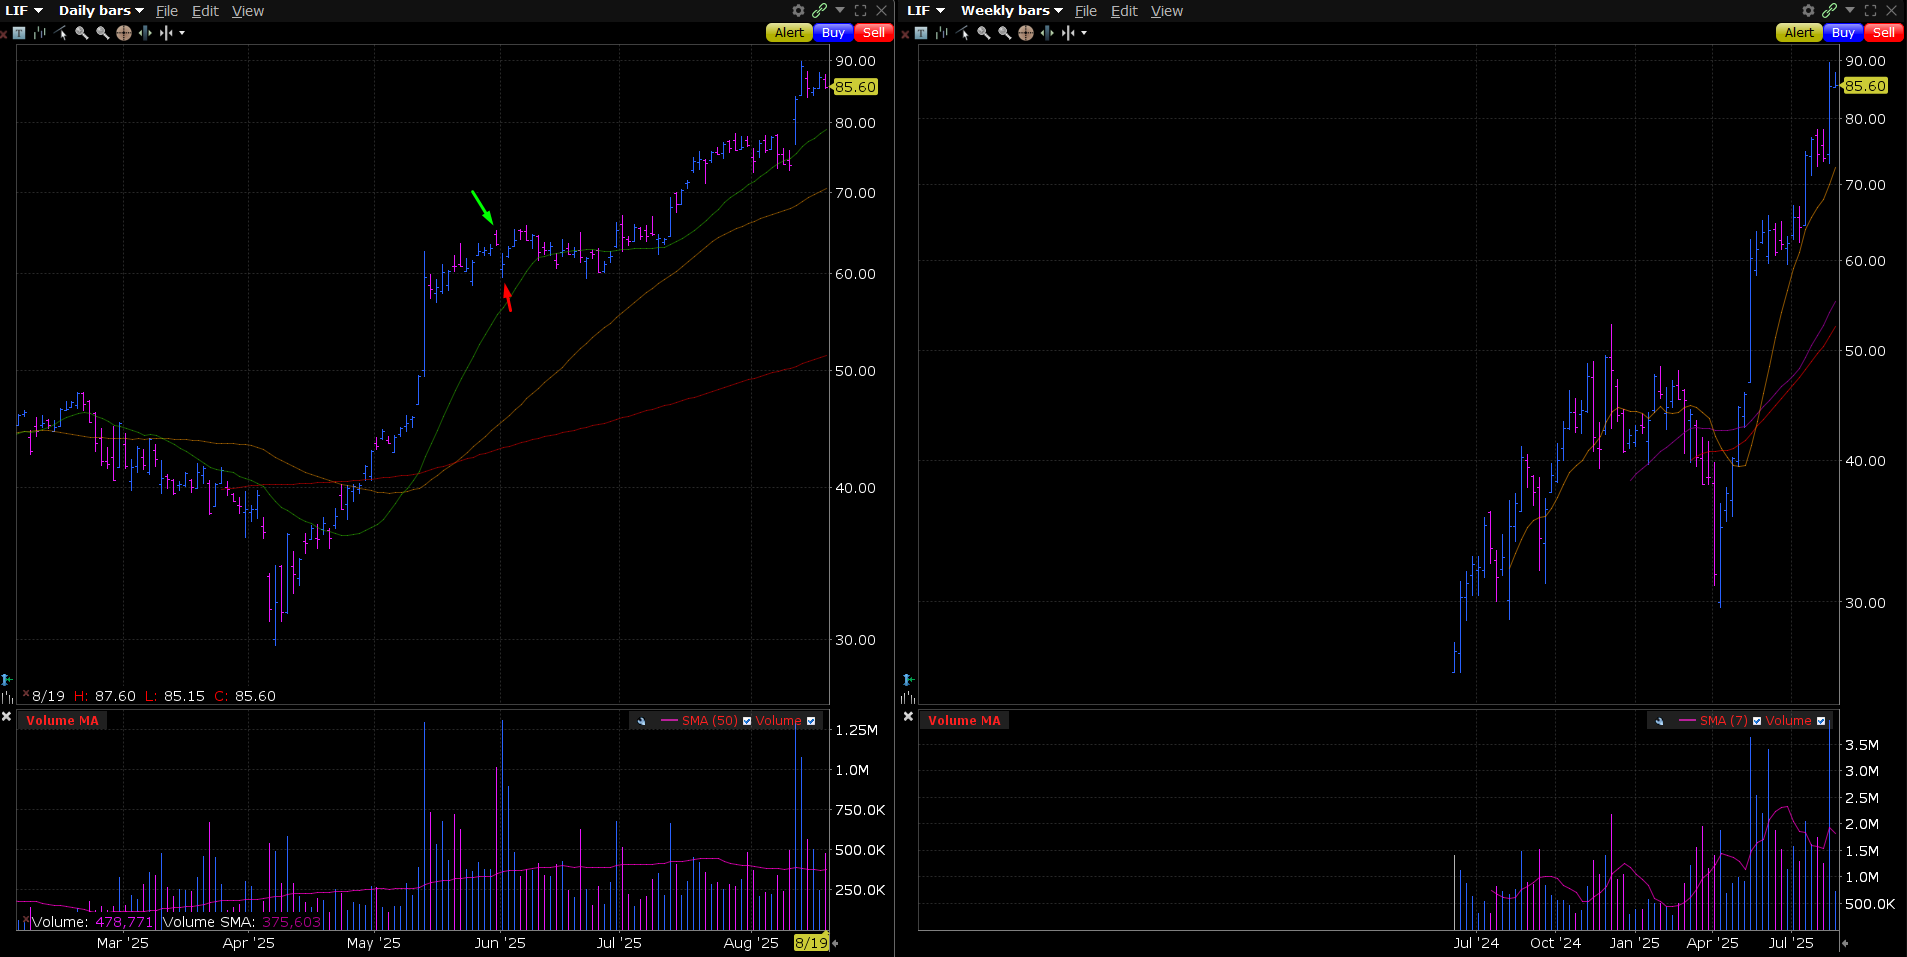 LIF Daily bars File Edit View
Alert Buy Sell
90.00
85.60
80.00
70.00
60.00
50.00
40.00
30.00
8/19 H: 87.60 L: 85.15 C: 85.60
Volume MA
SMA (50) Volume
1.25M
1.0M
750.0K
500.0K
250.0K
Volume: 478,771 Volume SMA: 375,603
Mar '25 Apr '25 May '25 Jun '25 Jul '25 Aug '25 8/19
LIF Weekly bars File Edit View
Alert Buy Sell
90.00
85.60
80.00
70.00
60.00
50.00
40.00
30.00
Volume MA
SMA (7) Volume
3.5M
3.0M
2.5M
2.0M
1.5M
1.0M
500.0K
Jul '24 Oct '24 Jan '25 Apr '25 Jul '25